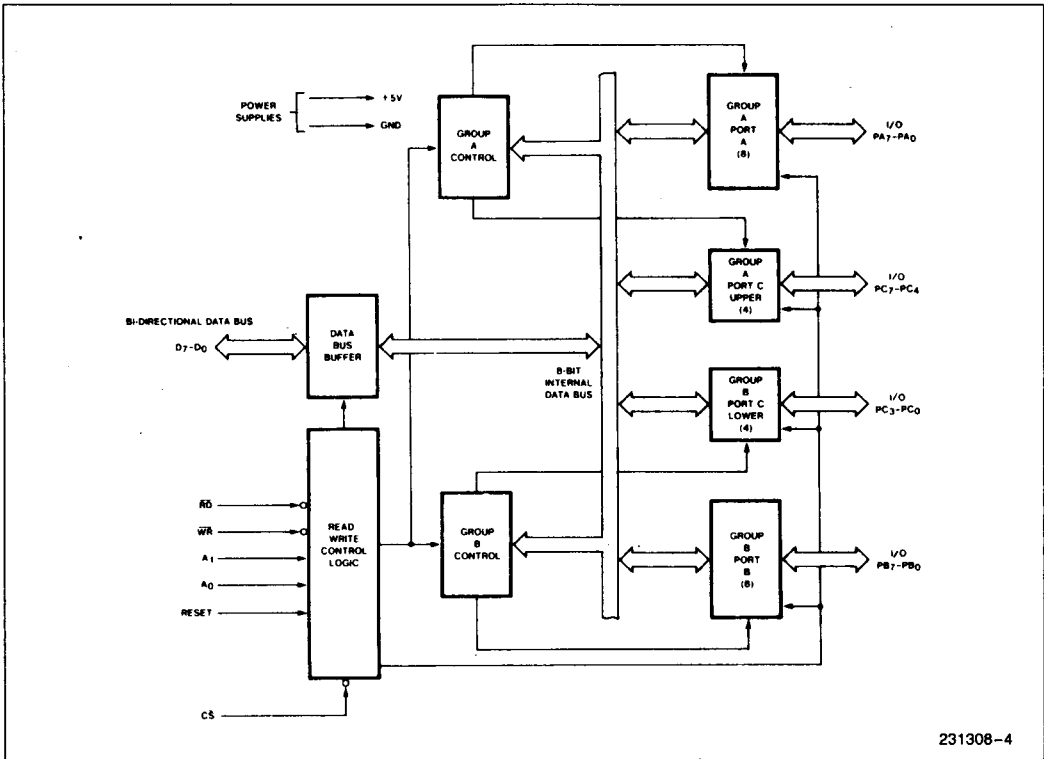 POWER
SUPPLIES
+5V
GND
GROUP
A
CONTROL
GROUP
A
PORT
A
(8)
I/O
PA7-PA0
GROUP
A
PORT C
UPPER
(4)
I/O
PC7-PC4
BI-DIRECTIONAL DATA BUS
D7-D0
DATA
BUS
BUFFER
8-BIT
INTERNAL
DATA BUS
GROUP
B
PORT C
LOWER
(4)
I/O
PC3-PC0
RD
WR
A1
A0
RESET
READ
WRITE
CONTROL
LOGIC
GROUP
B
CONTROL
GROUP
B
PORT
B
(8)
I/O
PB7-PB0
CS
231308-4